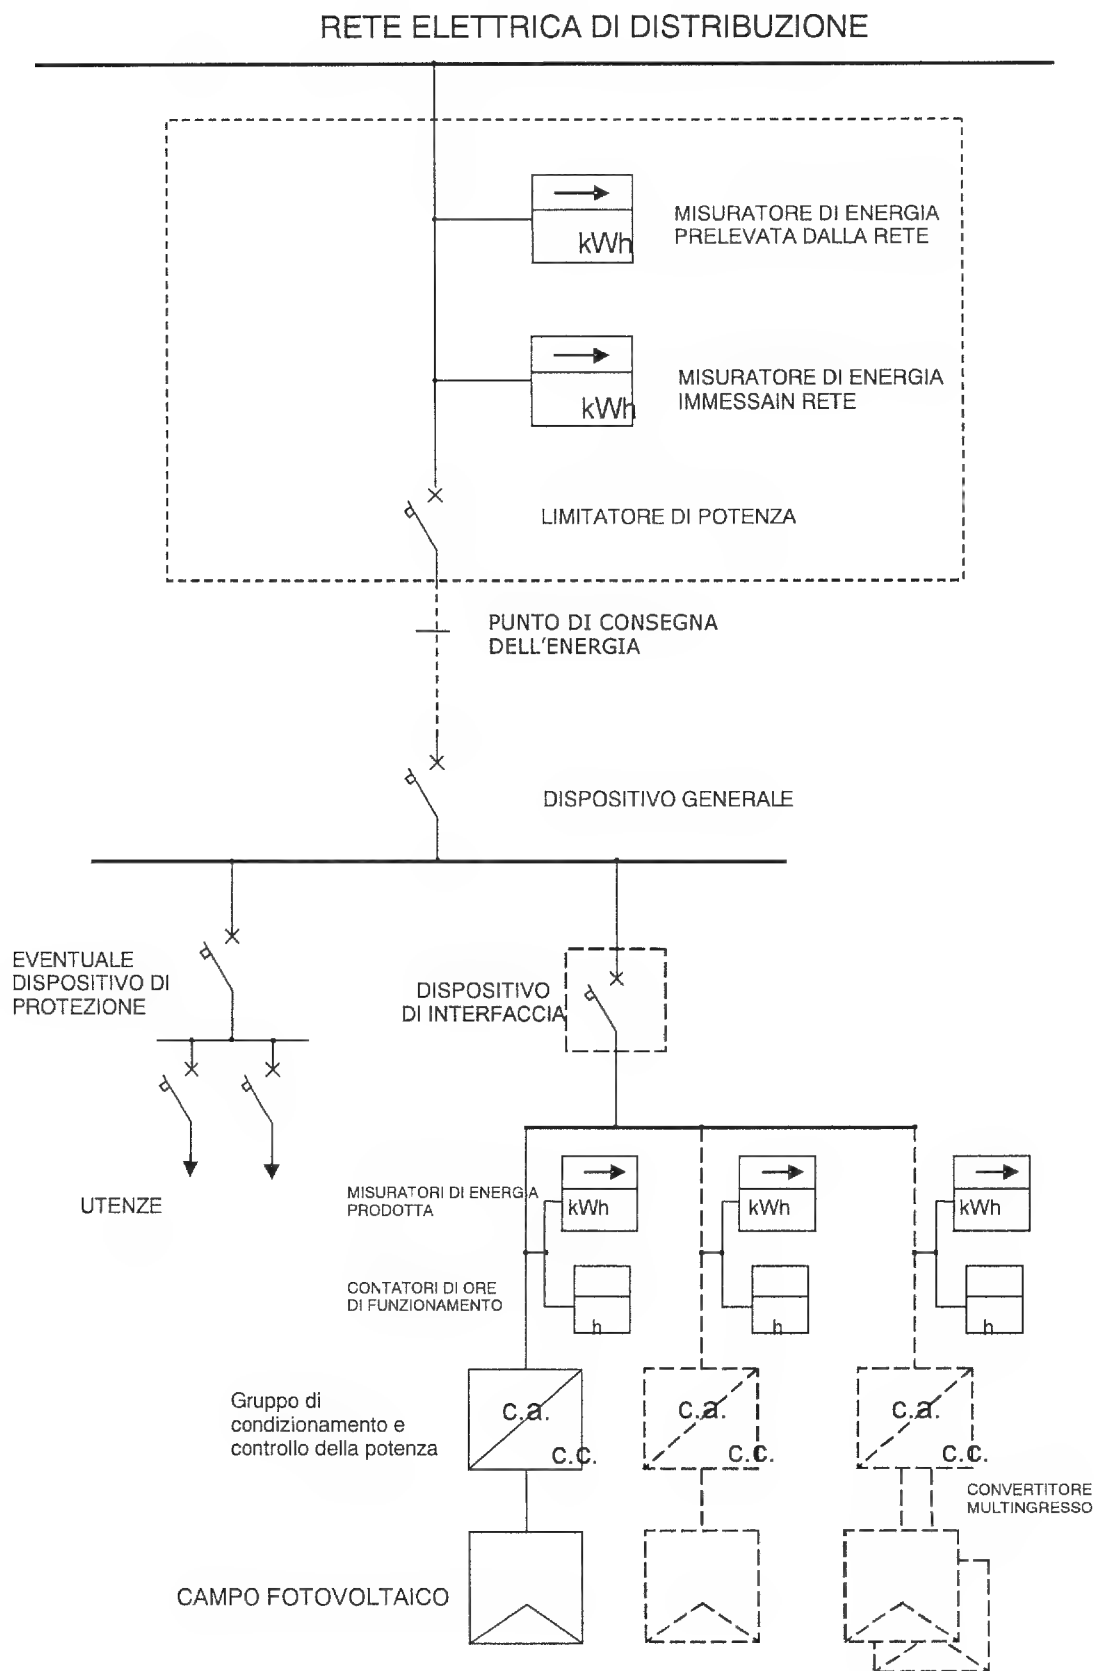 RETE ELETTRICA DI DISTRIBUZIONE
MISURATORE DI ENERGIA
PRELEVATA DALLA RETE
kWh
MISURATORE DI ENERGIA
IMMESSAIN RETE
kWh
LIMITATORE DI POTENZA
PUNTO DI CONSEGNA
DELL'ENERGIA
DISPOSITIVO GENERALE
EVENTUALE
DISPOSITIVO DI
PROTEZIONE
DISPOSITIVO
DI INTERFACCIA
UTENZE
MISURATORI DI ENERGIA
PRODOTTA
kWh
kWh
kWh
CONTATORI DI ORE
DI FUNZIONAMENTO
h
h
h
Gruppo di
condizionamento e
controllo della potenza
c.a.
c.c.
c.a.
c.c.
c.a.
c.c.
CONVERTITORE
MULTINGRESSO
CAMPO FOTOVOLTAICO